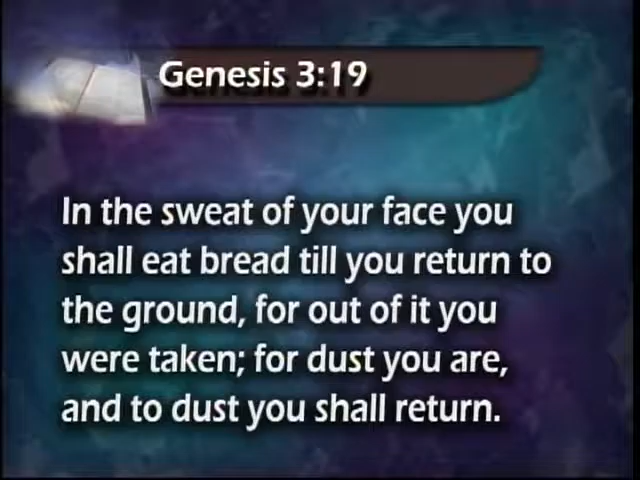 Genesis 3:19
In the sweat of your face you
shall eat bread till you return to
the ground, for out of it you
were taken; for dust you are,
and to dust you shall return.